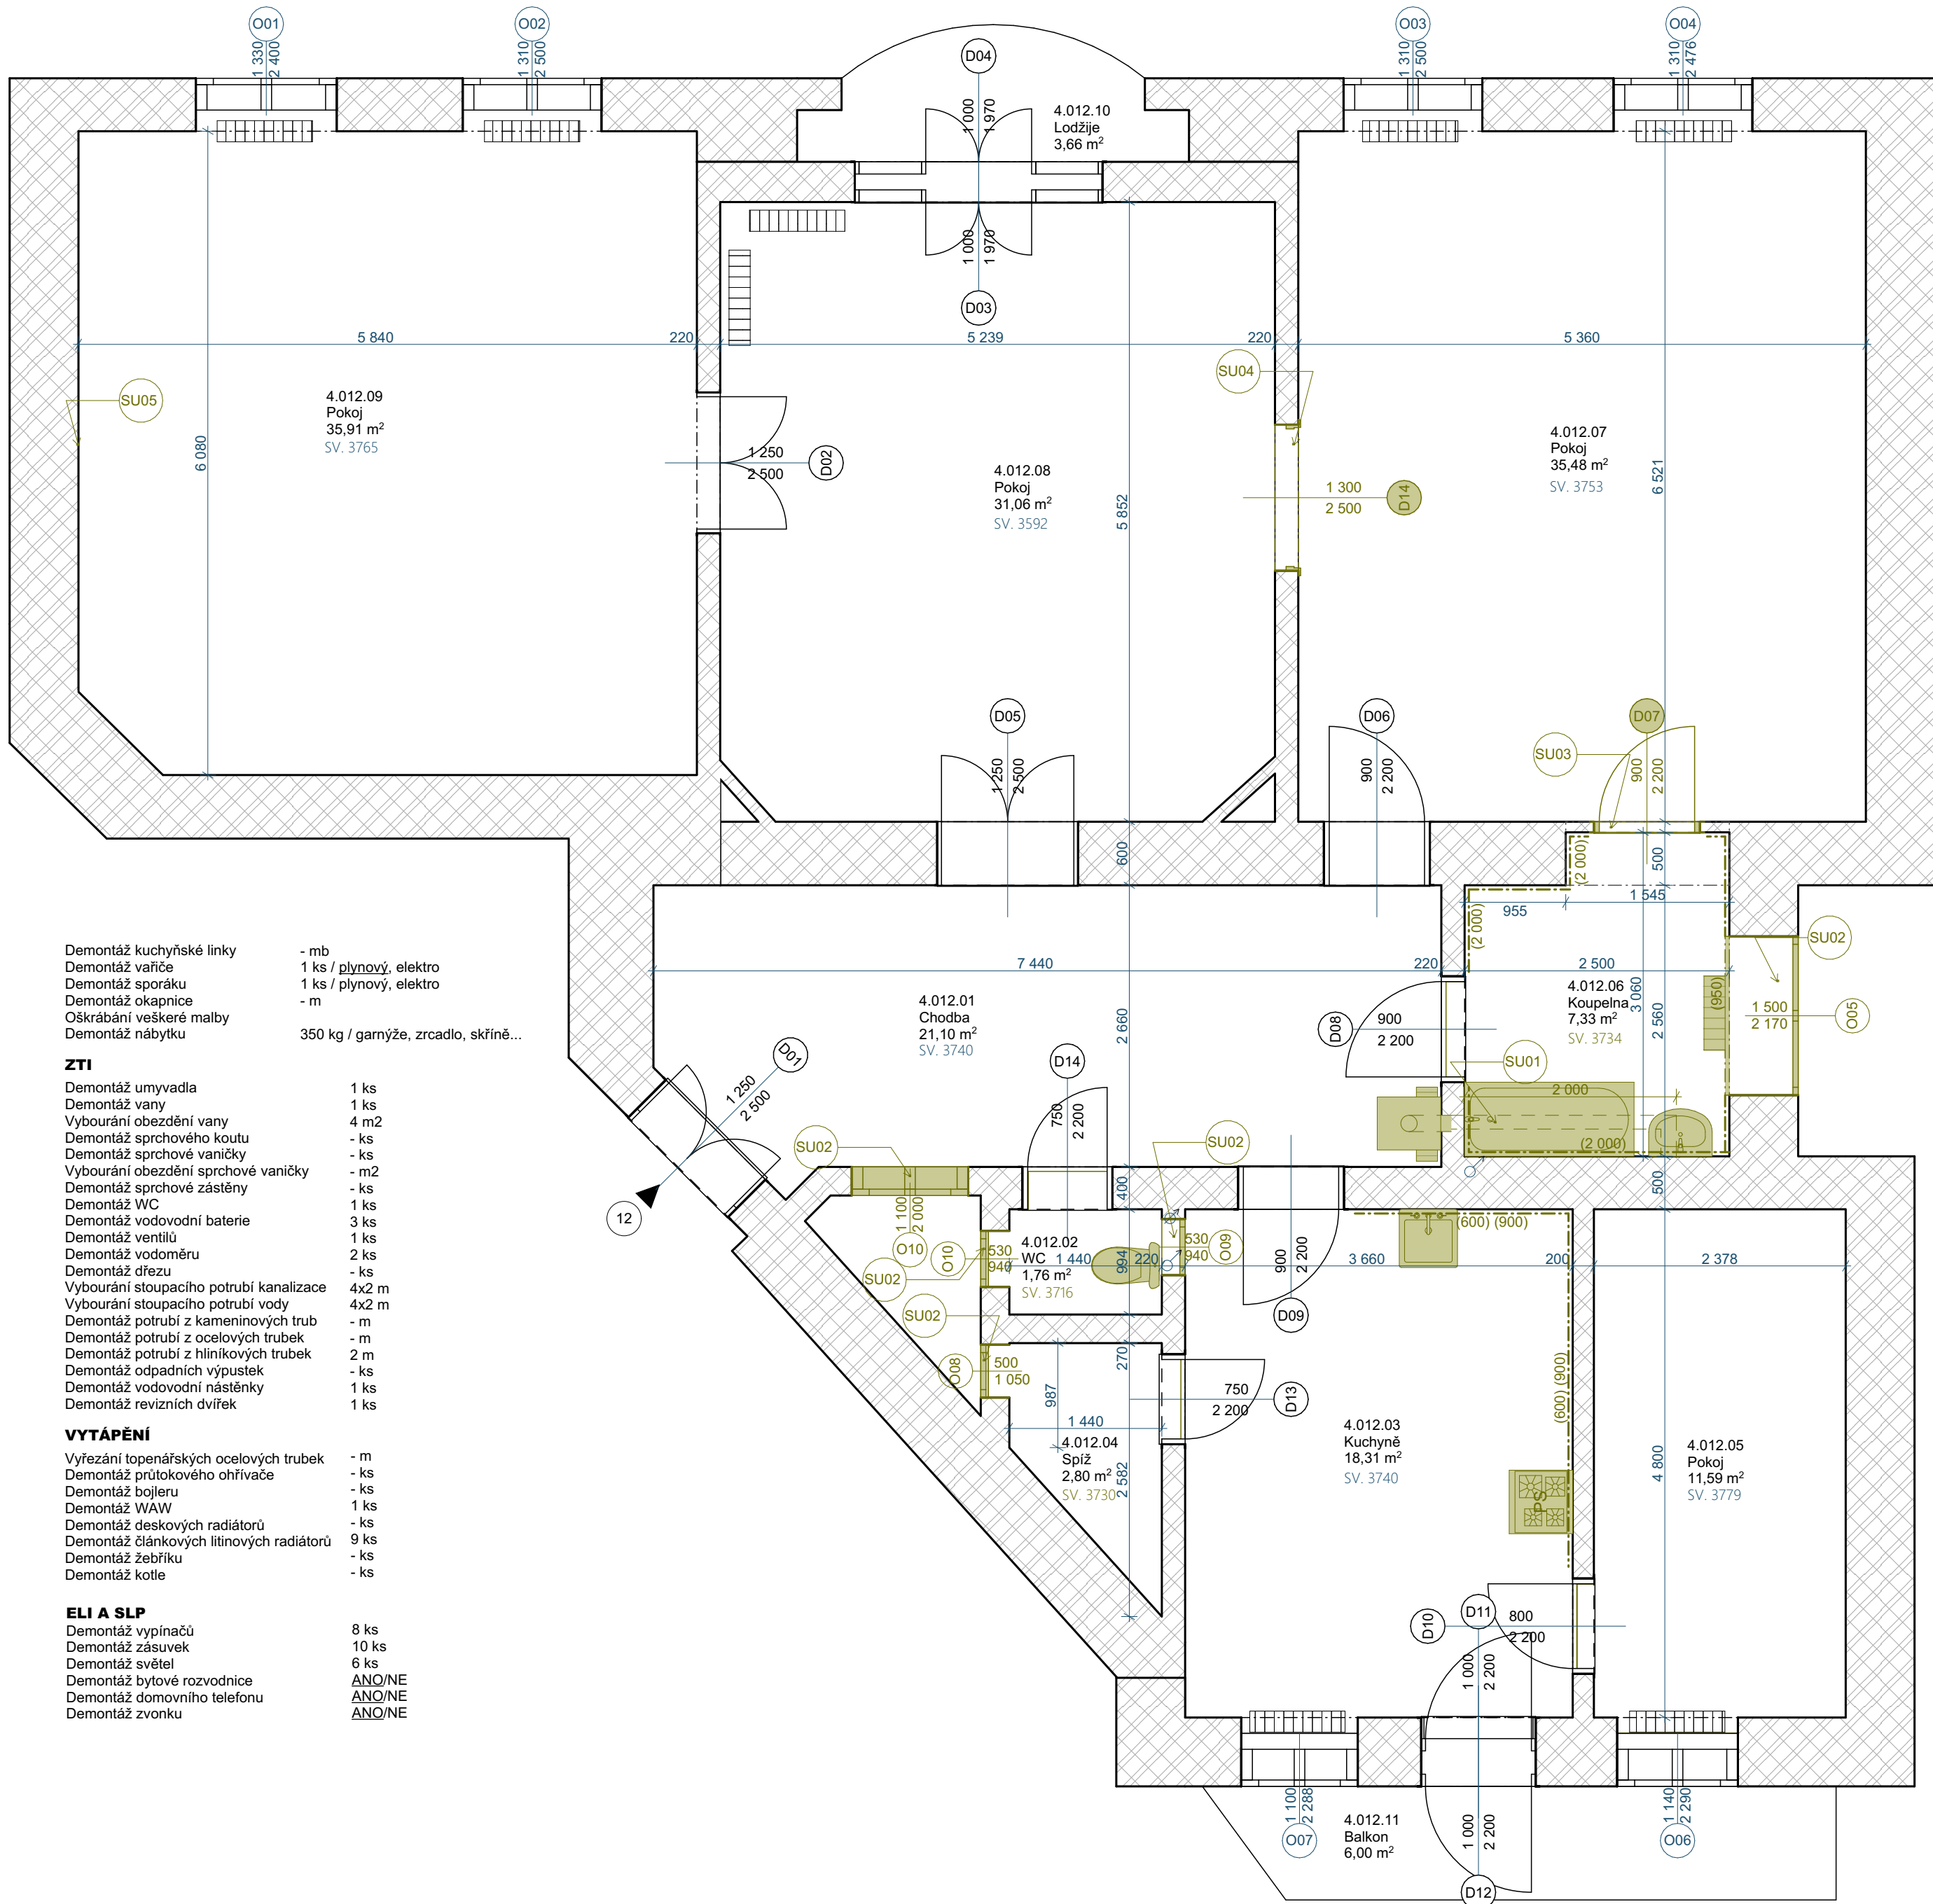 O01
1 330
2 400
O02
1 310
2 500
D04
1 000
1 970
4.012.10
Lodžije
3,66 m²
O03
1 310
2 500
O04
1 310
2 476
1 000
1 970
D03
5 840
220
5 239
220
5 360
SU05
SU04
4.012.09
Pokoj
35,91 m²
SV. 3765
6 080
1 250
2 500
D02
4.012.08
Pokoj
31,06 m²
SV. 3592
5 852
1 300
2 500
D14
4.012.07
Pokoj
35,48 m²
SV. 3753
6 521
D05
1 250
2 500
D06
900
2 200
D07
SU03
900
2 200
600
(2 000)
500
1 545
955
(2 000)
SU02
7 440
220
2 500
4.012.01
Chodba
21,10 m²
SV. 3740
2 660
D08
900
2 200
4.012.06
Koupelna
7,33 m²
SV. 3734
3 060
2 560
(950)
1 500
2 170
O05
SU01
2 000
(2 000)
D01
1 250
2 500
12
D14
750
2 200
SU02
SU02
400
500
1 100
2 000
O10
O10
530
940
SU02
4.012.02
WC
1 440
1,76 m²
SV. 3716
994
220
530
940
O09
900
2 200
D09
(600) (900)
3 660
200
2 378
SU02
O08
500
1 050
270
987
1 440
4.012.04
Spíž
2,80 m²
SV. 3730
2 582
750
2 200
D13
(600) (900)
4.012.03
Kuchyně
18,31 m²
SV. 3740
PS
4 800
4.012.05
Pokoj
11,59 m²
SV. 3779
D10
D11
800
2 200
1 000
2 200
1 100
2 288
O07
4.012.11
Balkon
6,00 m²
1 000
2 200
D12
1 140
2 290
O06
Demontáž kuchyňské linky - mb
Demontáž vařiče 1 ks / plynový, elektro
Demontáž sporáku 1 ks / plynový, elektro
Demontáž okapnice - m
Oškrábání veškeré malby
Demontáž nábytku 350 kg / garnýže, zrcadlo, skříně...
ZTI
Demontáž umyvadla 1 ks
Demontáž vany 1 ks
Vybourání obezdění vany 4 m2
Demontáž sprchového koutu - ks
Demontáž sprchové vaničky - ks
Vybourání obezdění sprchové vaničky - m2
Demontáž sprchové zástěny - ks
Demontáž WC 1 ks
Demontáž vodovodní baterie 3 ks
Demontáž ventilů 1 ks
Demontáž vodoměru 2 ks
Demontáž dřezu - ks
Vybourání stoupacího potrubí kanalizace 4x2 m
Vybourání stoupacího potrubí vody 4x2 m
Demontáž potrubí z kameninových trub - m
Demontáž potrubí z ocelových trubek - m
Demontáž potrubí z hliníkových trubek 2 m
Demontáž odpadních výpustek - ks
Demontáž vodovodní nástěnky 1 ks
Demontáž revizních dvířek 1 ks
VYTÁPĚNÍ
Vyřezání topenářských ocelových trubek - m
Demontáž průtokového ohřívače - ks
Demontáž bojleru - ks
Demontáž WAW 1 ks
Demontáž deskových radiátorů - ks
Demontáž článkových litinových radiátorů 9 ks
Demontáž žebříku - ks
Demontáž kotle - ks
ELI A SLP
Demontáž vypínačů 8 ks
Demontáž zásuvek 10 ks
Demontáž světel 6 ks
Demontáž bytové rozvodnice ANO/NE
Demontáž domovního telefonu ANO/NE
Demontáž zvonku ANO/NE